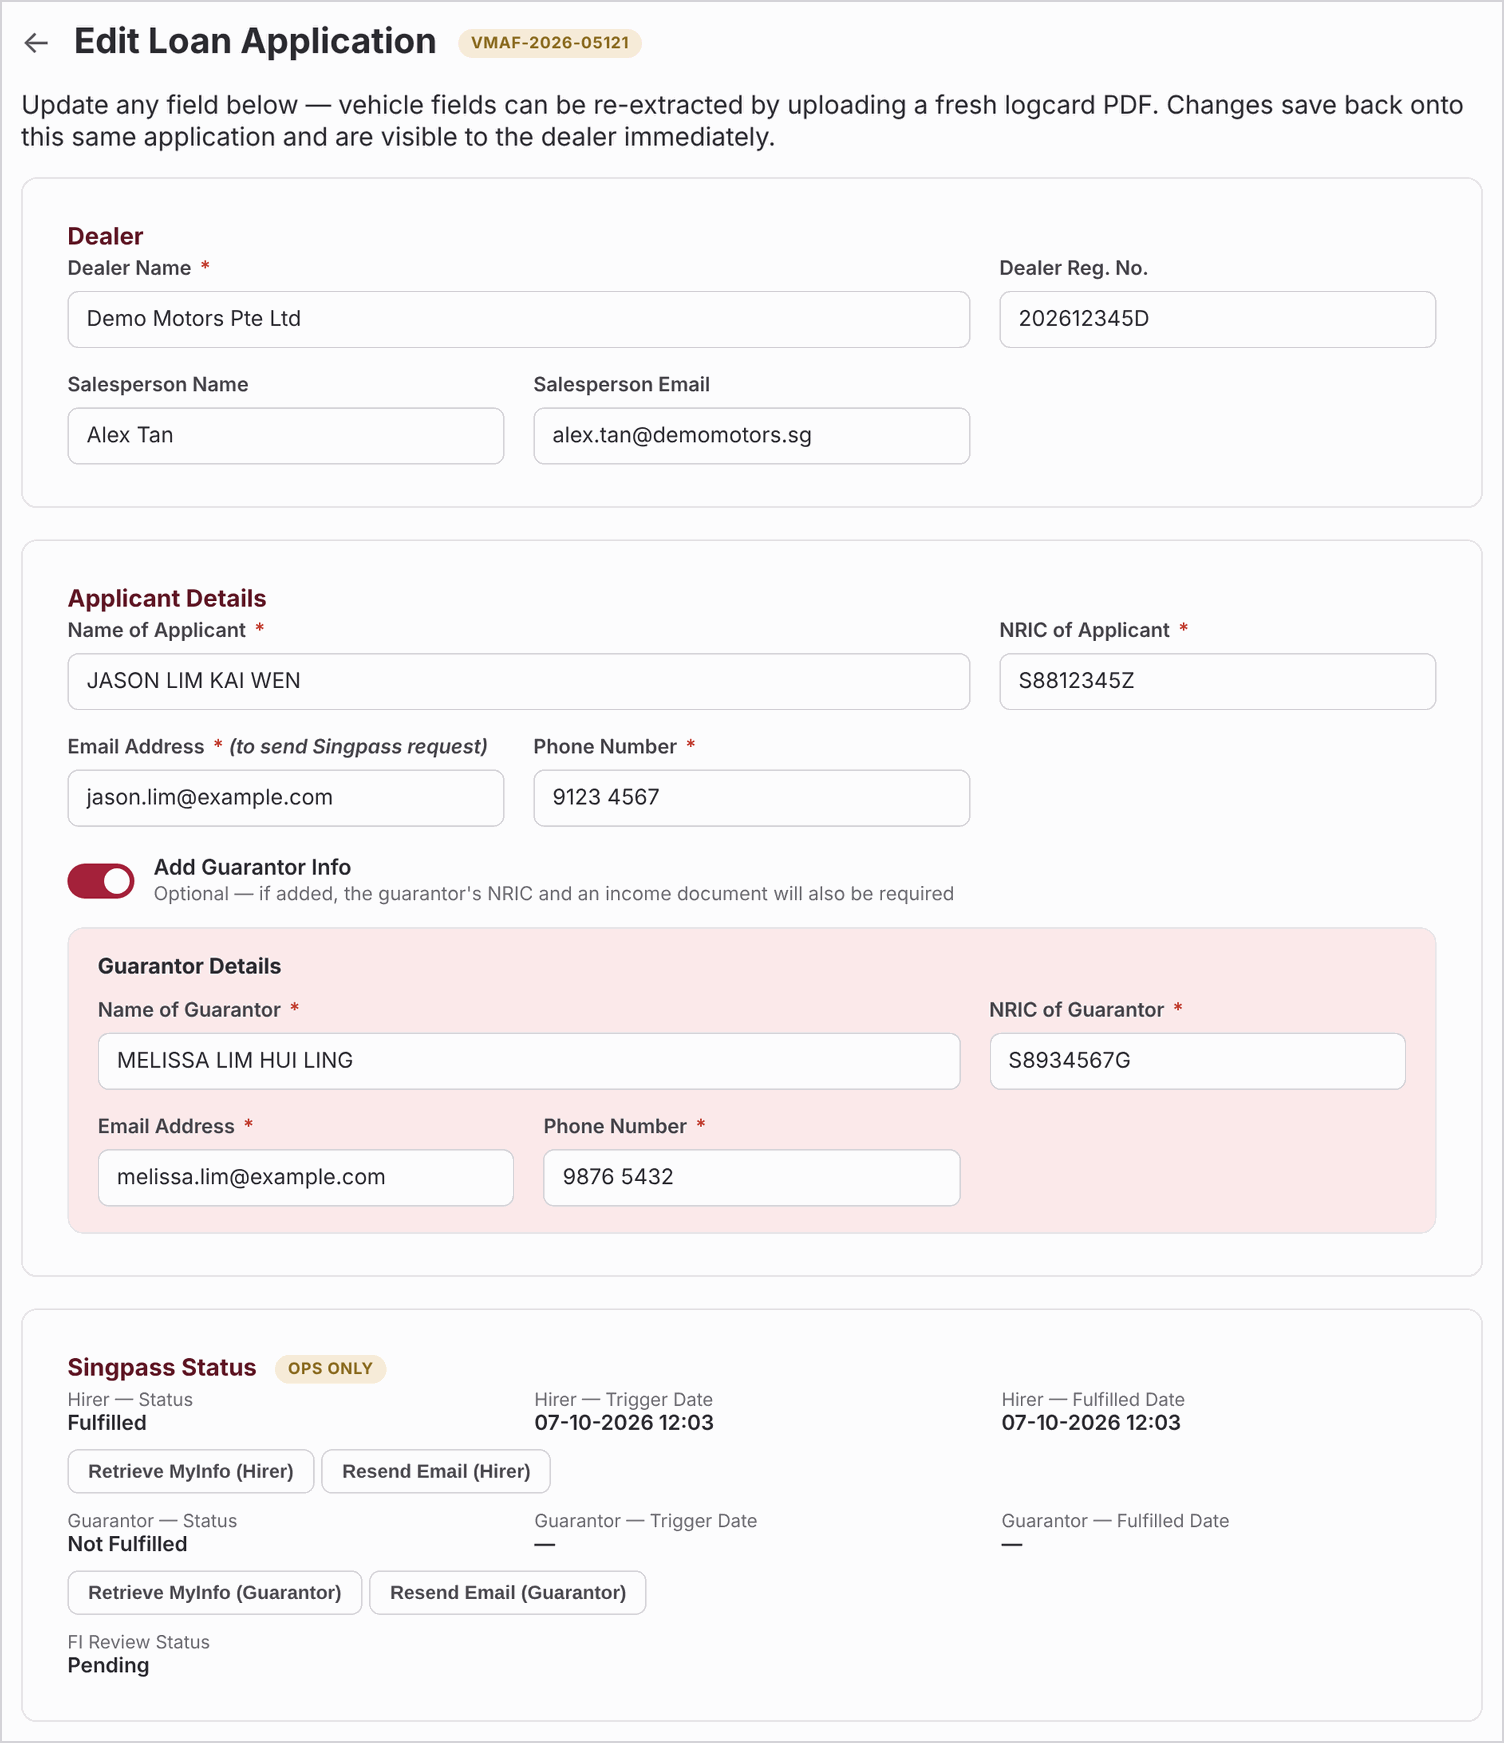 Edit Loan Application VMAF-2026-05121
Update any field below — vehicle fields can be re-extracted by uploading a fresh logcard PDF. Changes save back onto
this same application and are visible to the dealer immediately.
Dealer
Dealer Name * Dealer Reg. No.
Demo Motors Pte Ltd 202612345D
Salesperson Name Salesperson Email
Alex Tan alex.tan@demomotors.sg
Applicant Details
Name of Applicant * NRIC of Applicant *
JASON LIM KAI WEN S8812345Z
Email Address * (to send Singpass request) Phone Number *
jason.lim@example.com 9123 4567
Add Guarantor Info
Optional — if added, the guarantor's NRIC and an income document will also be required
Guarantor Details
Name of Guarantor * NRIC of Guarantor *
MELISSA LIM HUI LING S8934567G
Email Address * Phone Number *
melissa.lim@example.com 9876 5432
Singpass Status OPS ONLY
Hirer — Status Hirer — Trigger Date Hirer — Fulfilled Date
Fulfilled 07-10-2026 12:03 07-10-2026 12:03
Retrieve MyInfo (Hirer) Resend Email (Hirer)
Guarantor — Status Guarantor — Trigger Date Guarantor — Fulfilled Date
Not Fulfilled — —
Retrieve MyInfo (Guarantor) Resend Email (Guarantor)
FI Review Status
Pending